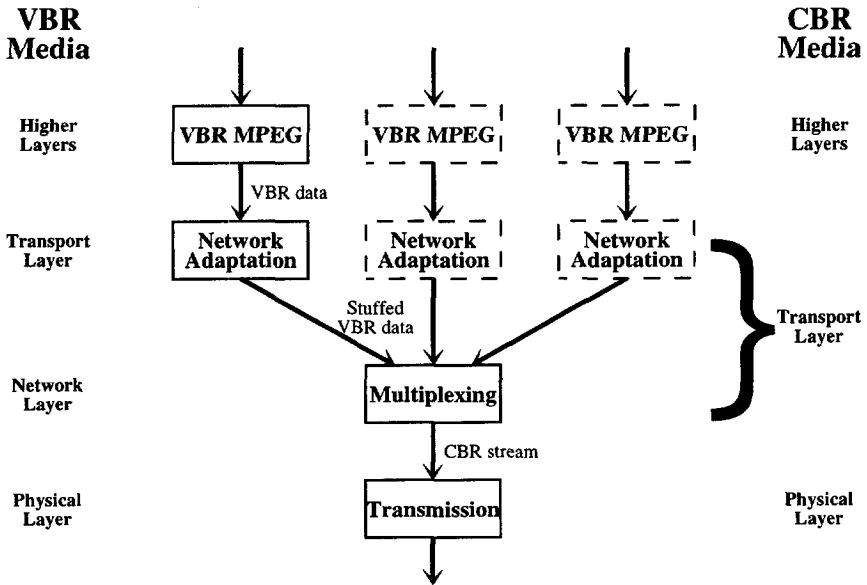 VBR
Media
CBR
Media
Higher
Layers
VBR MPEG
VBR MPEG
VBR MPEG
Higher
Layers
VBR data
Transport
Layer
Network
Adaptation
Network
Adaptation
Network
Adaptation
Stuffed
VBR data
Transport
Layer
Network
Layer
Multiplexing
CBR stream
Physical
Layer
Transmission
Physical
Layer